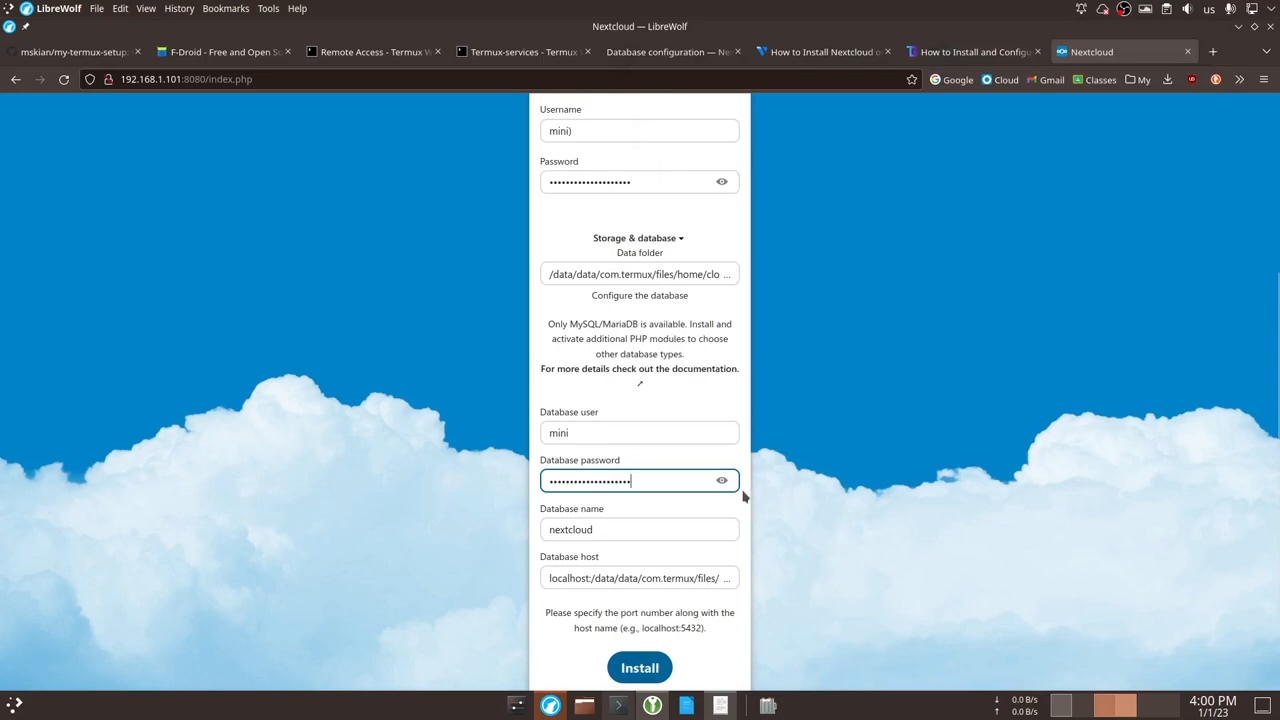 LibreWolf File Edit View History Bookmarks Tools Help us
Nextcloud — LibreWolf
mskian/my-termux-setup: F-Droid - Free and Open So Remote Access - Termux W Termux-services - Termux Database configuration — Ne How to Install Nextcloud o How to Install and Configu Nextcloud
192.168.1.101:8080/index.php Google Cloud Gmail Classes My
Username
mini)
Password
••••••••••••••••••••
Storage & database
Data folder
/data/data/com.termux/files/home/clo ...
Configure the database
Only MySQL/MariaDB is available. Install and
activate additional PHP modules to choose
other database types.
For more details check out the documentation.
↗
Database user
mini
Database password
••••••••••••••••••••
Database name
nextcloud
Database host
localhost:/data/data/com.termux/files/ ...
Please specify the port number along with the
host name (e.g., localhost:5432).
Install
↓ 0.0 B/s
↑ 0.0 B/s
4:00 PM
1/1/23